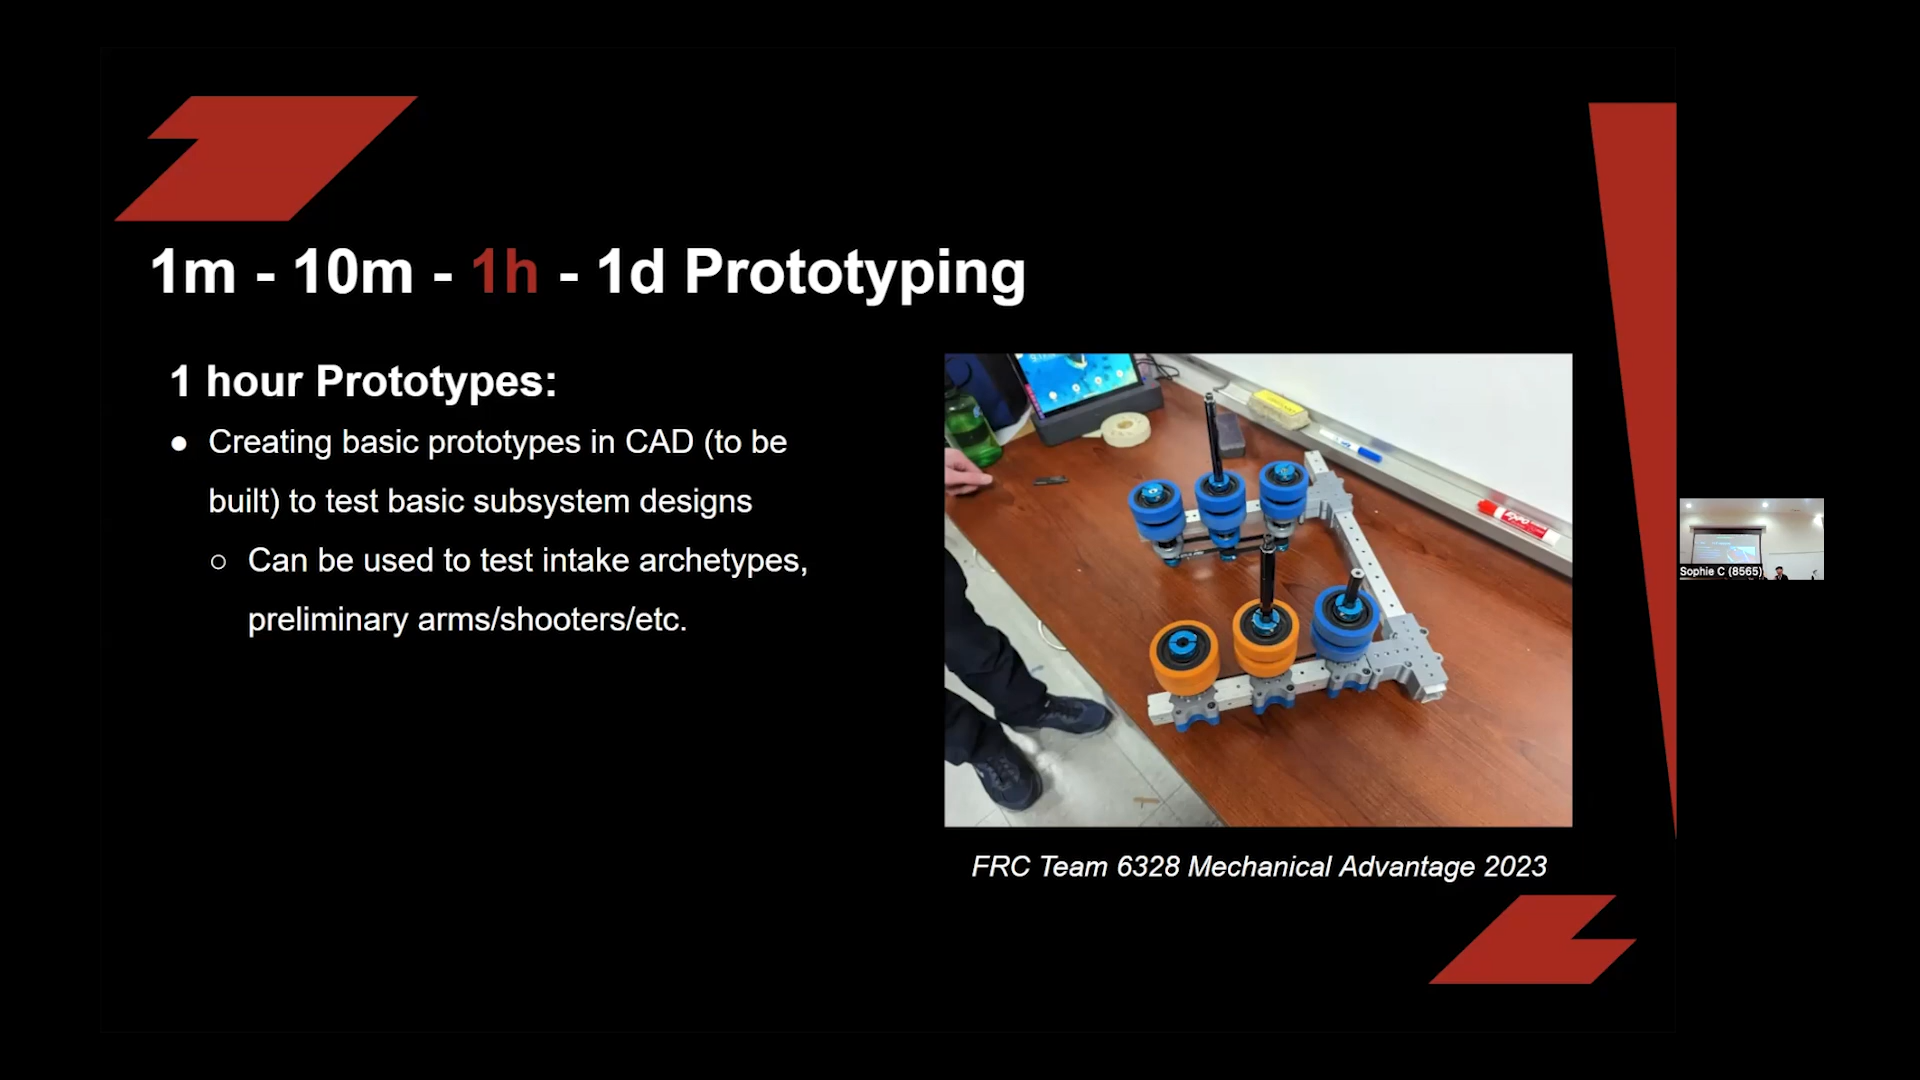 1m - 10m - 1h - 1d Prototyping
1 hour Prototypes:
● Creating basic prototypes in CAD (to be
built) to test basic subsystem designs
○ Can be used to test intake archetypes,
preliminary arms/shooters/etc.
EXPO
FRC Team 6328 Mechanical Advantage 2023
Sophie C (8565)